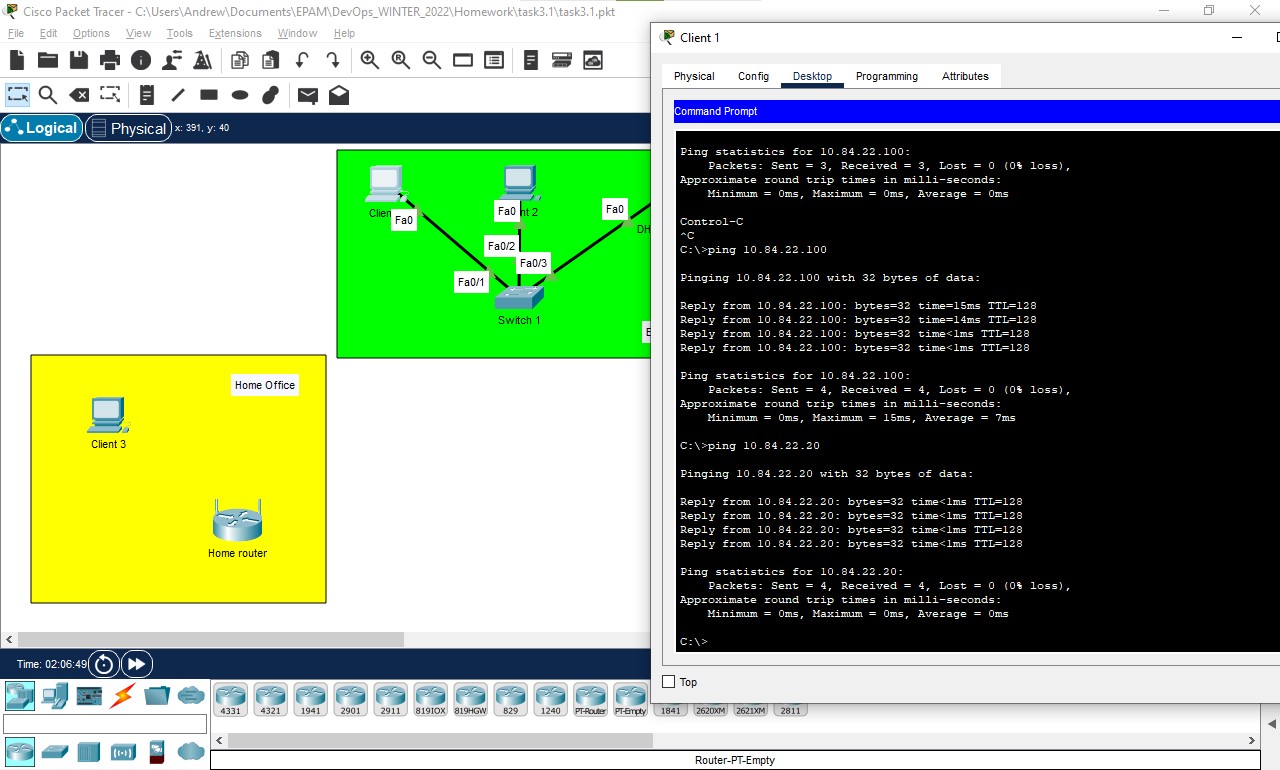 Cisco Packet Tracer - C:\Users\Andrew\Documents\EPAM\DevOps_WINTER_2022\Homework\task3.1\task3.1.pkt
File Edit Options View Tools Extensions Window Help
Logical Physical x: 391, y: 40
Fa0
Fa0
nt 2
Fa0
Clien
DH
Fa0/2
Fa0/3
Fa0/1
Switch 1
Home Office
Client 3
Home router
Time: 02:06:49
4331 4321 1941 2901 2911 819IOX 819HGW 829 1240 PT-Router PT-Empty 1841 2620XM 2621XM 2811
Router-PT-Empty
Client 1
Physical Config Desktop Programming Attributes
Command Prompt
Ping statistics for 10.84.22.100:
Packets: Sent = 3, Received = 3, Lost = 0 (0% loss),
Approximate round trip times in milli-seconds:
Minimum = 0ms, Maximum = 0ms, Average = 0ms
Control-C
^C
C:\>ping 10.84.22.100
Pinging 10.84.22.100 with 32 bytes of data:
Reply from 10.84.22.100: bytes=32 time=15ms TTL=128
Reply from 10.84.22.100: bytes=32 time=14ms TTL=128
Reply from 10.84.22.100: bytes=32 time<1ms TTL=128
Reply from 10.84.22.100: bytes=32 time<1ms TTL=128
Ping statistics for 10.84.22.100:
Packets: Sent = 4, Received = 4, Lost = 0 (0% loss),
Approximate round trip times in milli-seconds:
Minimum = 0ms, Maximum = 15ms, Average = 7ms
C:\>ping 10.84.22.20
Pinging 10.84.22.20 with 32 bytes of data:
Reply from 10.84.22.20: bytes=32 time<1ms TTL=128
Reply from 10.84.22.20: bytes=32 time<1ms TTL=128
Reply from 10.84.22.20: bytes=32 time<1ms TTL=128
Reply from 10.84.22.20: bytes=32 time<1ms TTL=128
Ping statistics for 10.84.22.20:
Packets: Sent = 4, Received = 4, Lost = 0 (0% loss),
Approximate round trip times in milli-seconds:
Minimum = 0ms, Maximum = 0ms, Average = 0ms
C:\>
Top